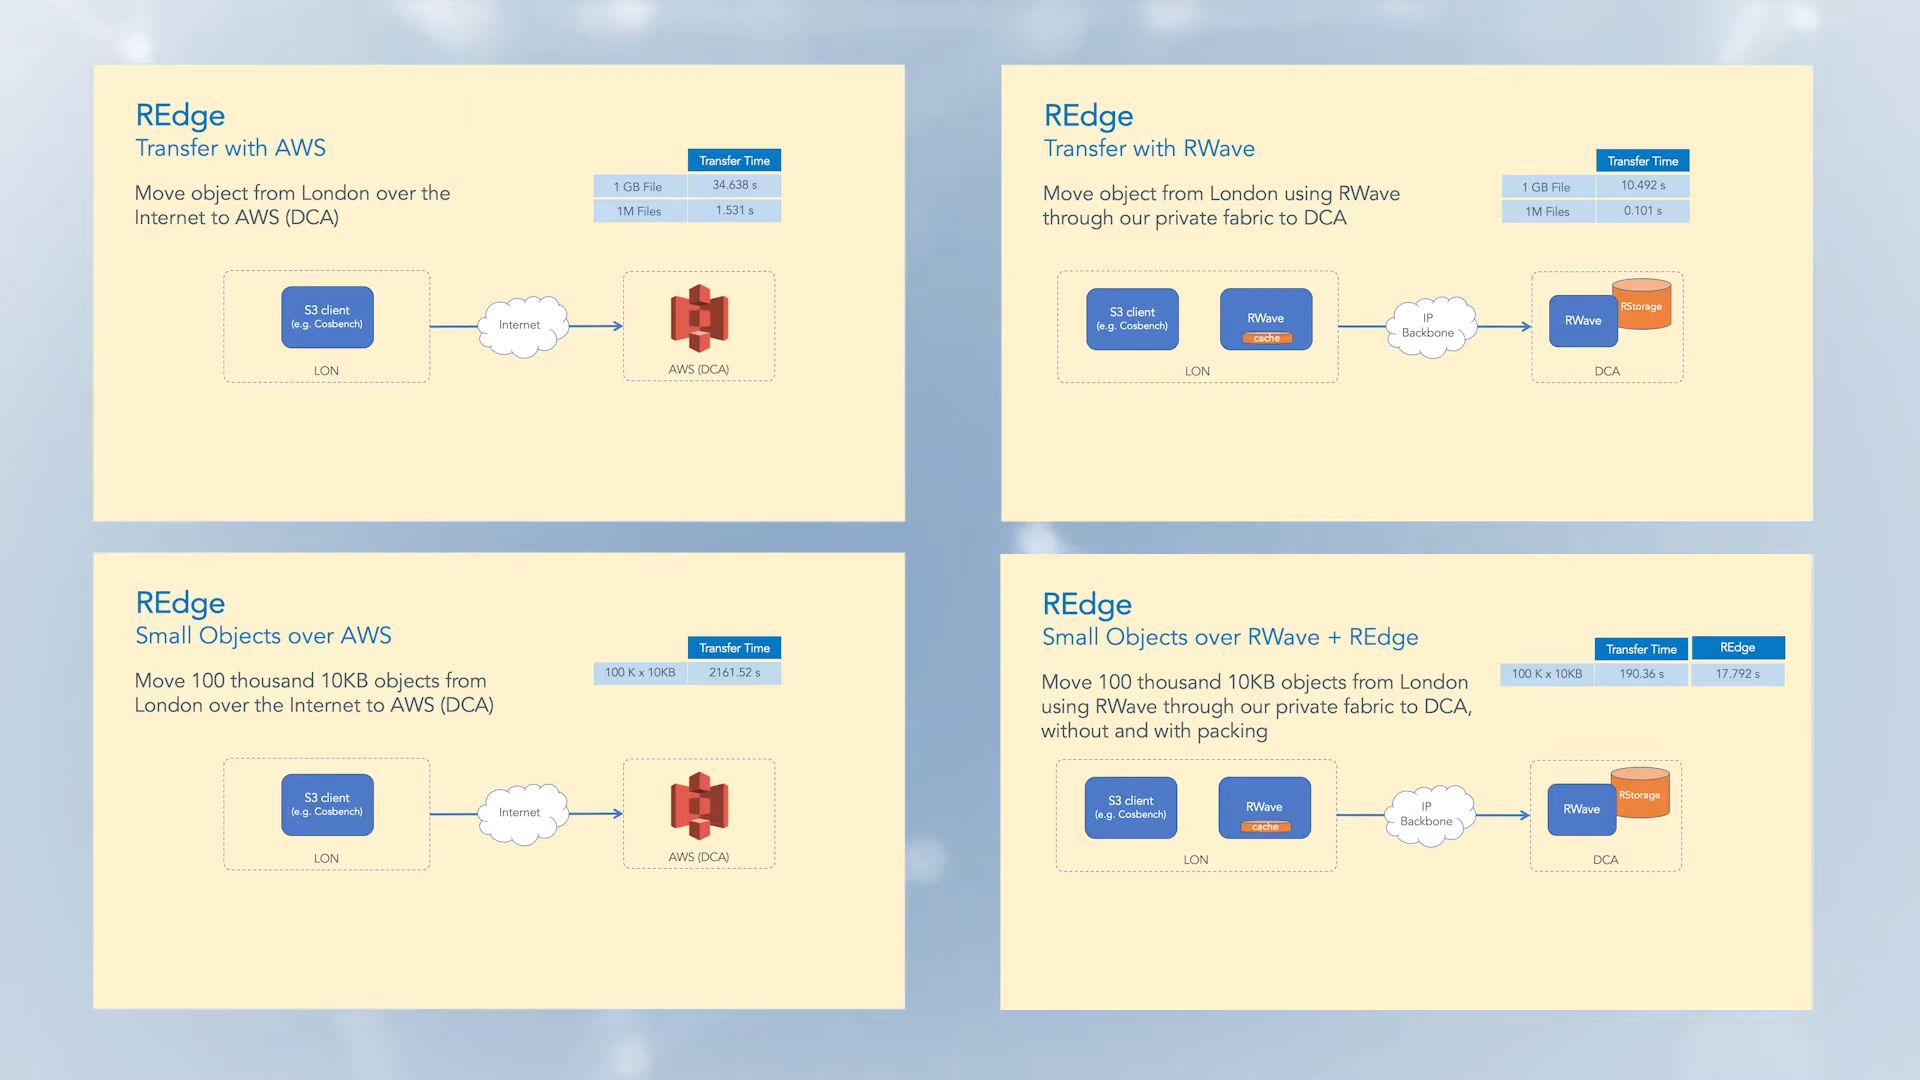 REdge
Transfer with AWS
Transfer Time
1 GB File 34.638 s
1M Files 1.531 s
Move object from London over the
Internet to AWS (DCA)
S3 client
(e.g. Cosbench)
LON
Internet
AWS (DCA)
REdge
Transfer with RWave
Transfer Time
1 GB File 10.492 s
1M Files 0.101 s
Move object from London using RWave
through our private fabric to DCA
S3 client
(e.g. Cosbench)
RWave
cache
LON
IP
Backbone
RWave
RStorage
DCA
REdge
Small Objects over AWS
Transfer Time
100 K x 10KB 2161.52 s
Move 100 thousand 10KB objects from
London over the Internet to AWS (DCA)
S3 client
(e.g. Cosbench)
LON
Internet
AWS (DCA)
REdge
Small Objects over RWave + REdge
Transfer Time REdge
100 K x 10KB 190.36 s 17.792 s
Move 100 thousand 10KB objects from London
using RWave through our private fabric to DCA,
without and with packing
S3 client
(e.g. Cosbench)
RWave
cache
LON
IP
Backbone
RWave
RStorage
DCA